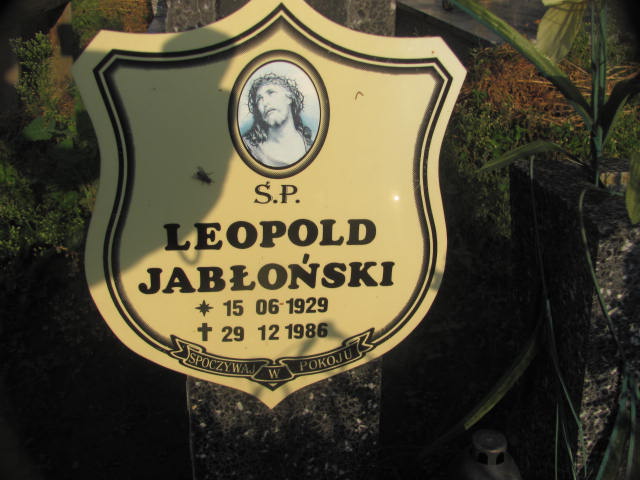 Ś.P.
LEOPOLD
JABŁOŃSKI
15 06-1929
29 12 1986
SPOCZYWAJ W POKOJU